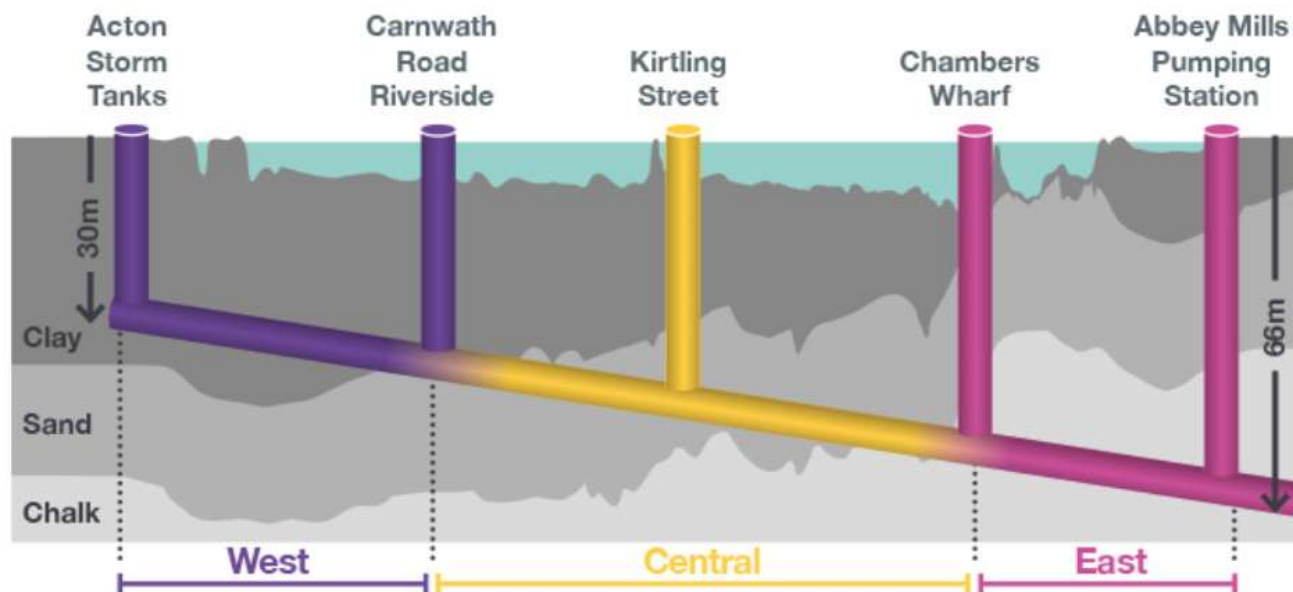 Acton
Storm
Tanks
Carnwath
Road
Riverside
Kirtling
Street
Chambers
Wharf
Abbey Mills
Pumping
Station
30m
66m
Clay
Sand
Chalk
West
Central
East